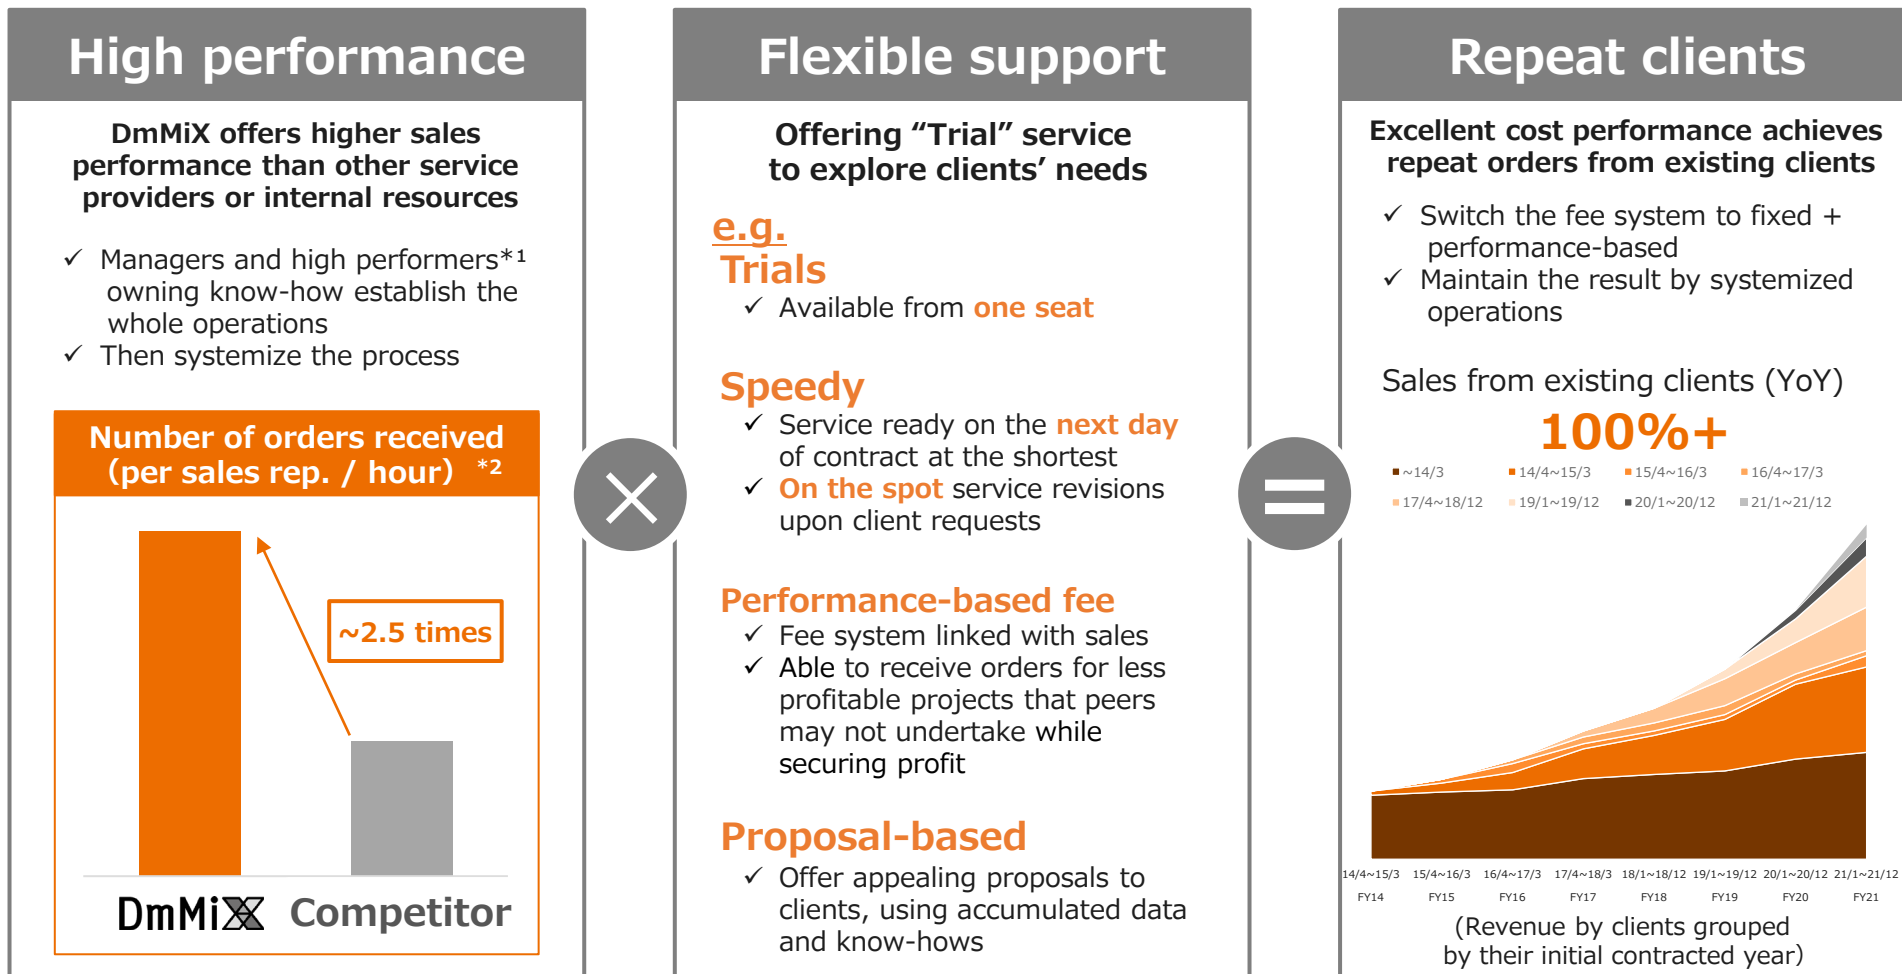 High performance
DmMiX offers higher sales
performance than other service
providers or internal resources
✓ Managers and high performers*1
owning know-how establish the
whole operations
✓ Then systemize the process
Number of orders received
(per sales rep. / hour) *2
~2.5 times
DmMiX Competitor
×
Flexible support
Offering “Trial” service
to explore clients’ needs
e.g.
Trials
✓ Available from one seat
Speedy
✓ Service ready on the next day
of contract at the shortest
✓ On the spot service revisions
upon client requests
Performance-based fee
✓ Fee system linked with sales
✓ Able to receive orders for less
profitable projects that peers
may not undertake while
securing profit
Proposal-based
✓ Offer appealing proposals to
clients, using accumulated data
and know-hows
=
Repeat clients
Excellent cost performance achieves
repeat orders from existing clients
✓ Switch the fee system to fixed +
performance-based
✓ Maintain the result by systemized
operations
Sales from existing clients (YoY)
100%+
~14/3 14/4~15/3 15/4~16/3 16/4~17/3
17/4~18/12 19/1~19/12 20/1~20/12 21/1~21/12
14/4~15/3 15/4~16/3 16/4~17/3 17/4~18/3 18/1~18/12 19/1~19/12 20/1~20/12 21/1~21/12
FY14 FY15 FY16 FY17 FY18 FY19 FY20 FY21
(Revenue by clients grouped
by their initial contracted year)